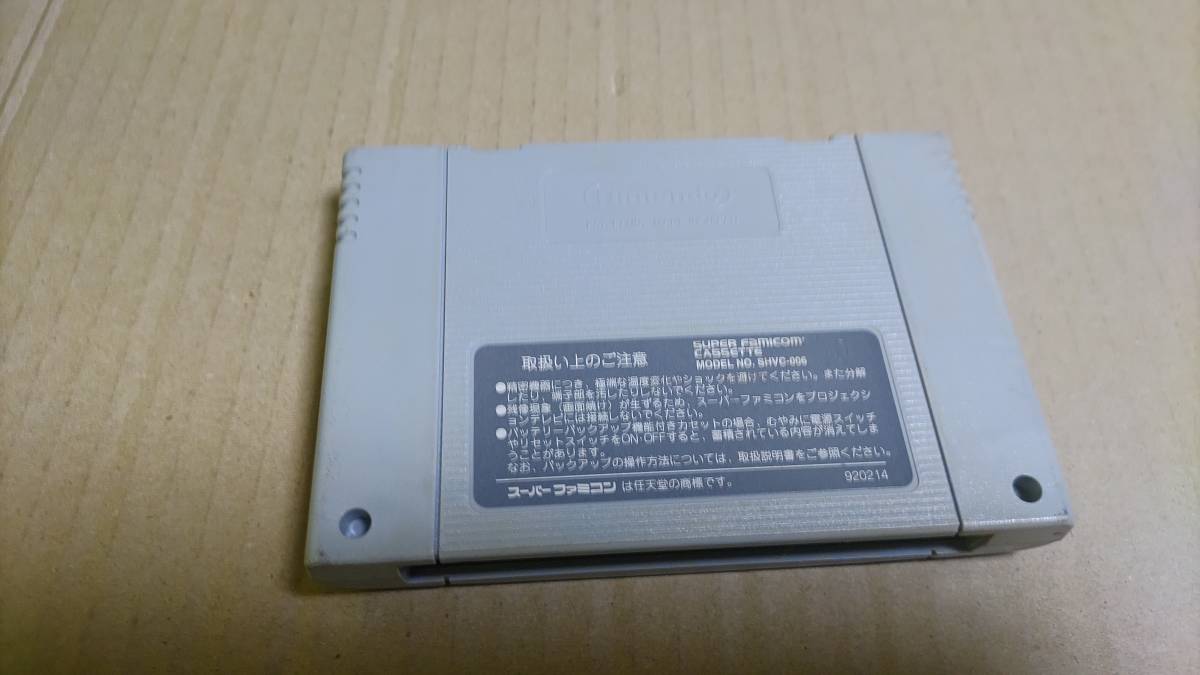 Nintendo
取扱い上のご注意
SUPER FAMICOM
CASSETTE
MODEL NO. SHVC-006
●精密機器につき、極端な温度変化やショックを避けてください。また分解
したり、端子部を汚したりしないでください。
●残像現象（画面焼け）が生ずるため、スーパーファミコンをプロジェクシ
ョンテレビには接続しないでください。
●バッテリーバックアップ機能付きカセットの場合、むやみに電源スイッチ
やリセットスイッチをON・OFFすると、蓄積されている内容が消えてしま
うことがあります。
なお、バックアップの操作方法については、取扱説明書をご参照ください。
スーパーファミコン は任天堂の商標です。
920214